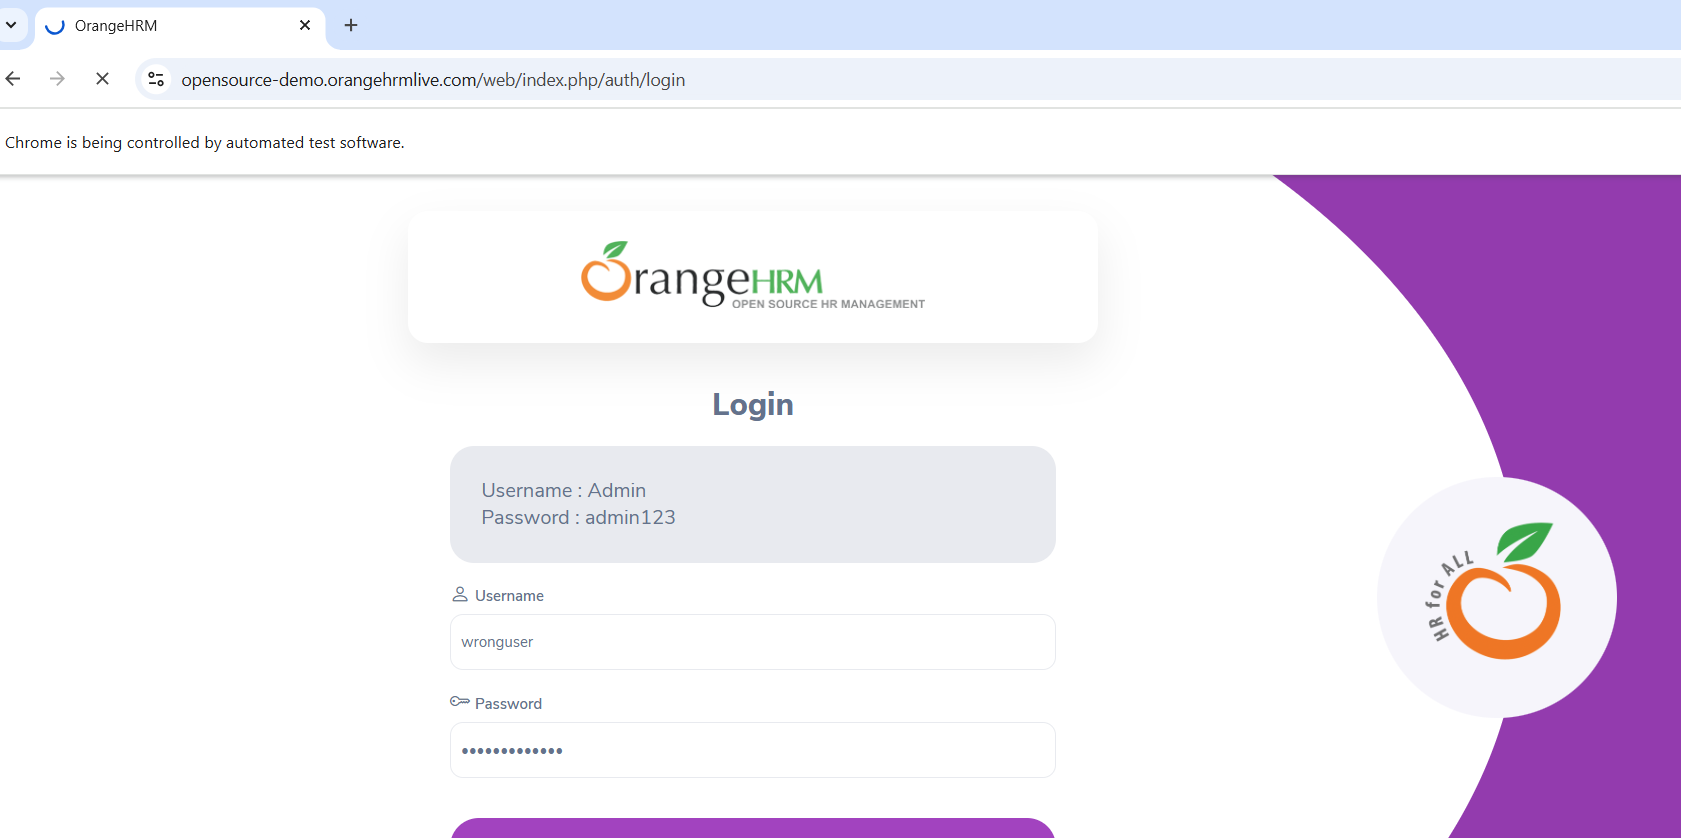 OrangeHRM
opensource-demo.orangehrmlive.com/web/index.php/auth/login
Chrome is being controlled by automated test software.
OrangeHRM
OPEN SOURCE HR MANAGEMENT
Login
Username : Admin
Password : admin123
Username
wronguser
Password
•••••••••••••
HR for ALL